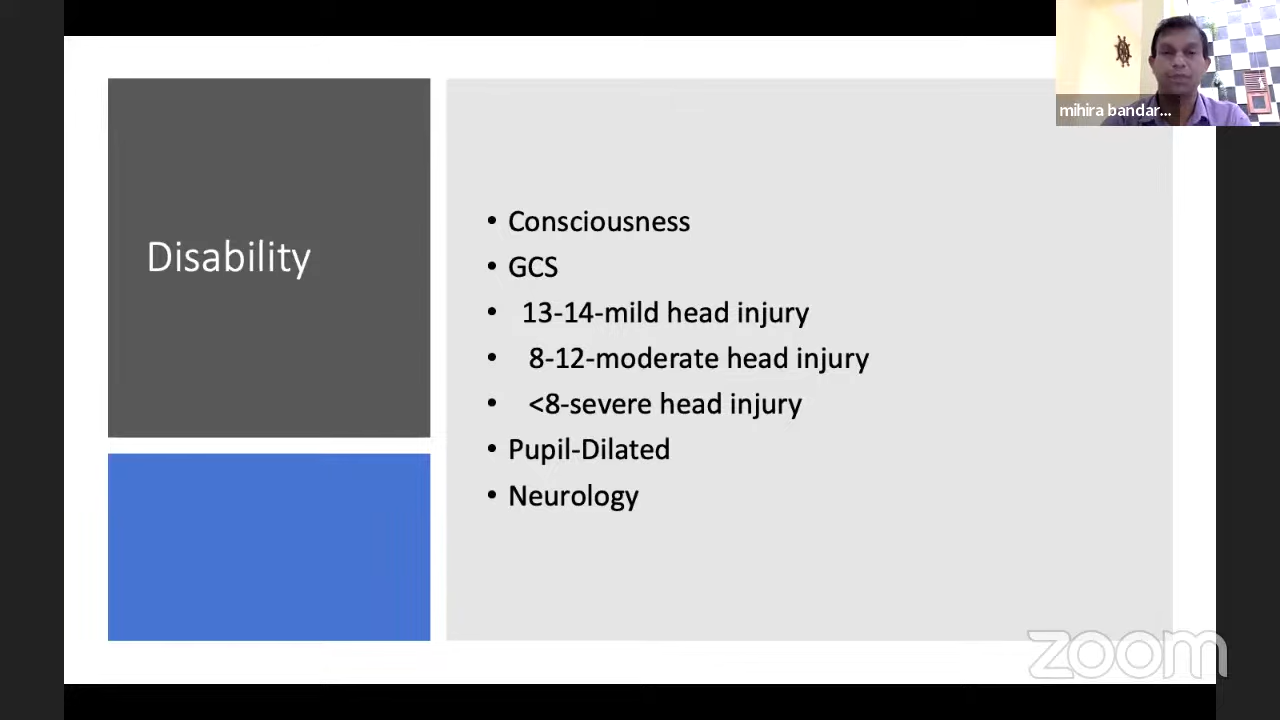 mihira bandar...
Disability
• Consciousness
• GCS
• 13-14-mild head injury
• 8-12-moderate head injury
• <8-severe head injury
• Pupil-Dilated
• Neurology
zoom